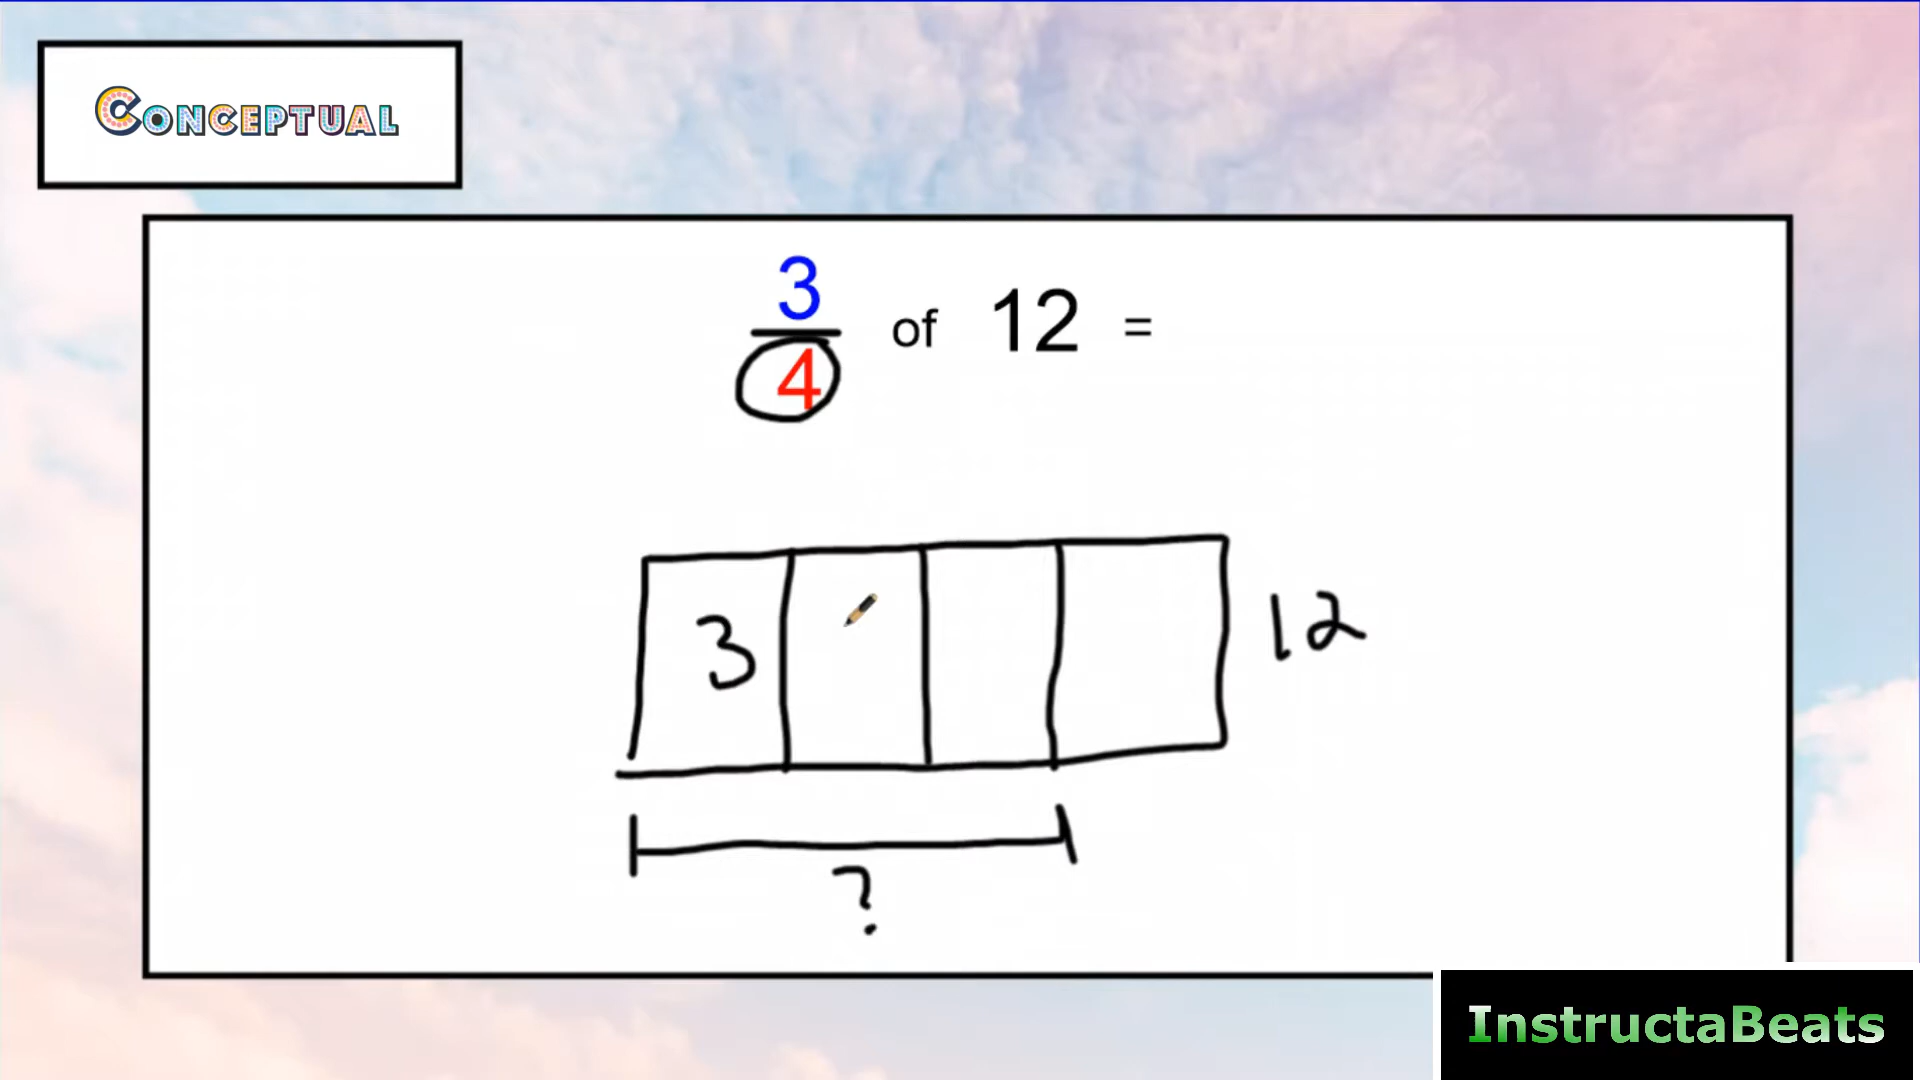 CONCEPTUAL
3
4 of 12 =
3
12
?
InstructaBeats